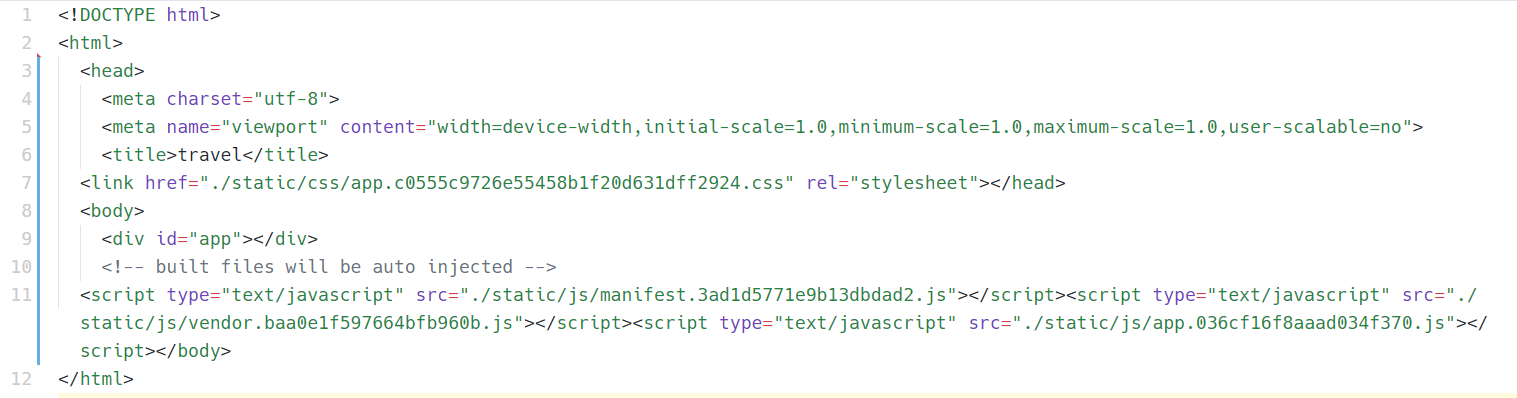 1 <!DOCTYPE html>
2 <html>
3 <head>
4 <meta charset="utf-8">
5 <meta name="viewport" content="width=device-width,initial-scale=1.0,minimum-scale=1.0,maximum-scale=1.0,user-scalable=no">
6 <title>travel</title>
7 <link href="./static/css/app.c0555c9726e55458b1f20d631dff2924.css" rel="stylesheet"></head>
8 <body>
9 <div id="app"></div>
10 <!-- built files will be auto injected -->
11 <script type="text/javascript" src="./static/js/manifest.3ad1d5771e9b13dbdad2.js"></script><script type="text/javascript" src="./
static/js/vendor.baa0e1f597664bfb960b.js"></script><script type="text/javascript" src="./static/js/app.036cf16f8aaad034f370.js"></
script></body>
12 </html>